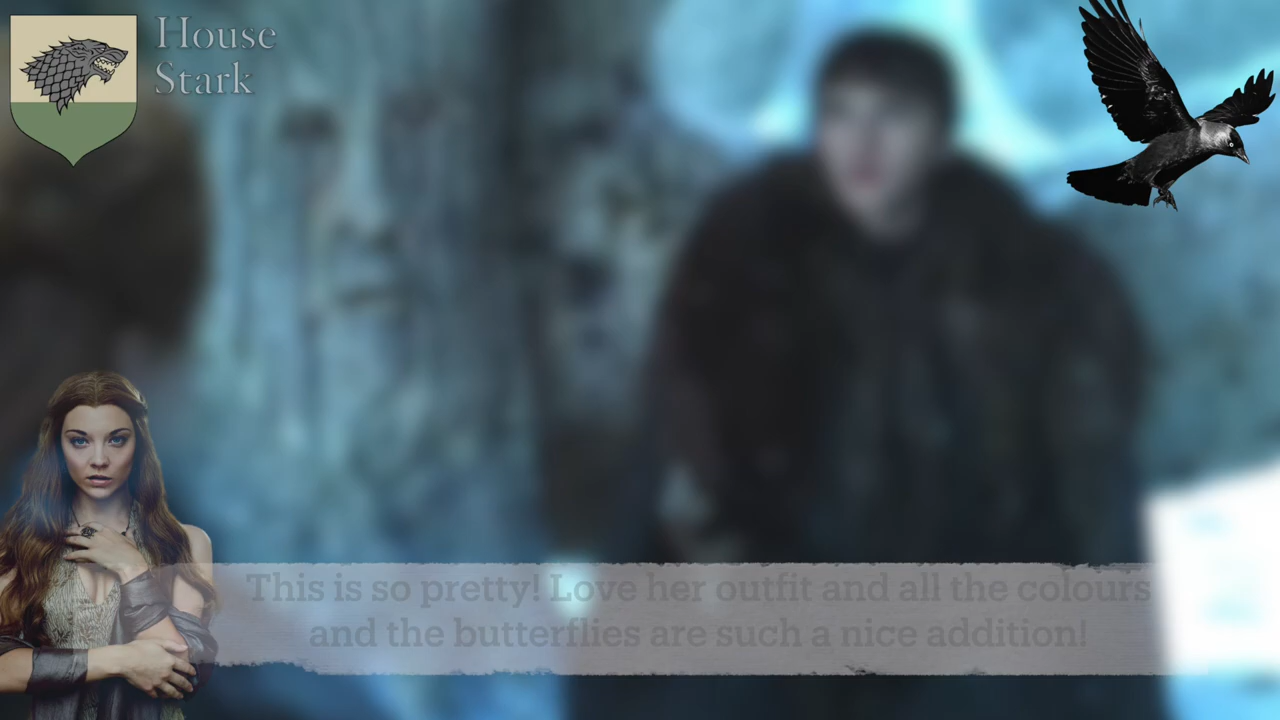 House
Stark
This is so pretty! Love her outfit and all the colours
and the butterflies are such a nice addition!